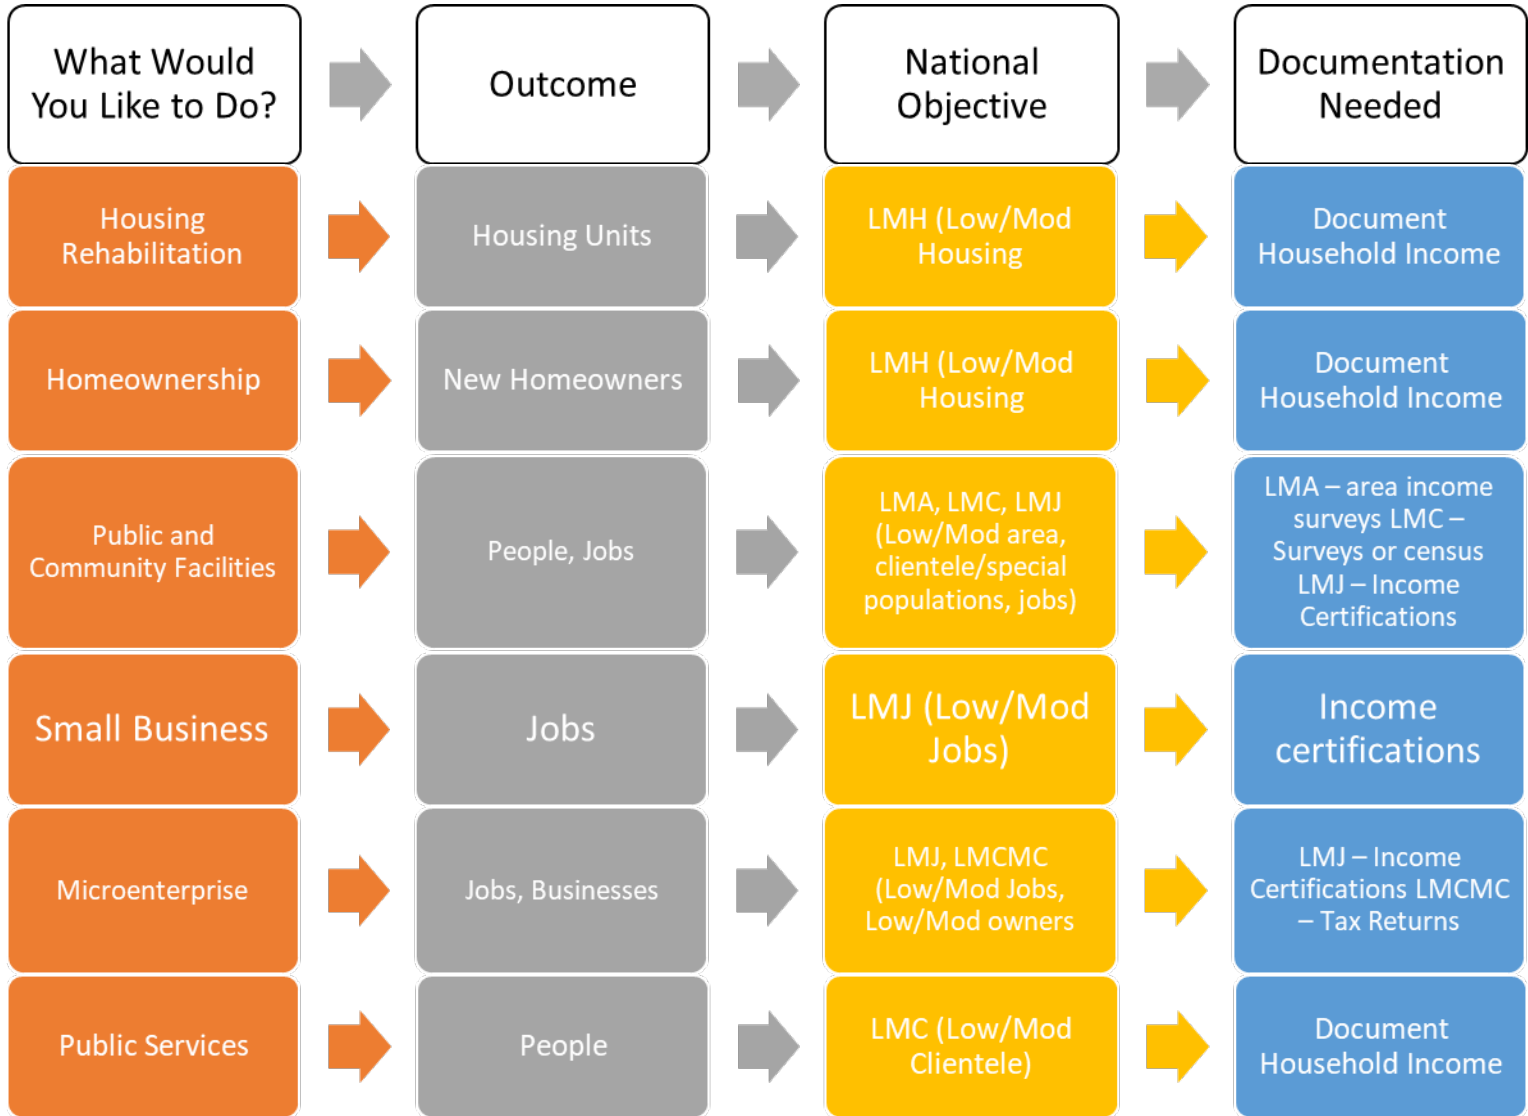 What Would
You Like to Do?
Outcome
National
Objective
Documentation
Needed
Housing
Rehabilitation
Housing Units
LMH (Low/Mod
Housing
Document
Household Income
Homeownership
New Homeowners
LMH (Low/Mod
Housing
Document
Household Income
Public and
Community Facilities
People, Jobs
LMA, LMC, LMJ
(Low/Mod area,
clientele/special
populations, jobs)
LMA – area income
surveys LMC –
Surveys or census
LMJ – Income
Certifications
Small Business
Jobs
LMJ (Low/Mod
Jobs)
Income
certifications
Microenterprise
Jobs, Businesses
LMJ, LMCMC
(Low/Mod Jobs,
Low/Mod owners
LMJ – Income
Certifications LMCMC
– Tax Returns
Public Services
People
LMC (Low/Mod
Clientele)
Document
Household Income